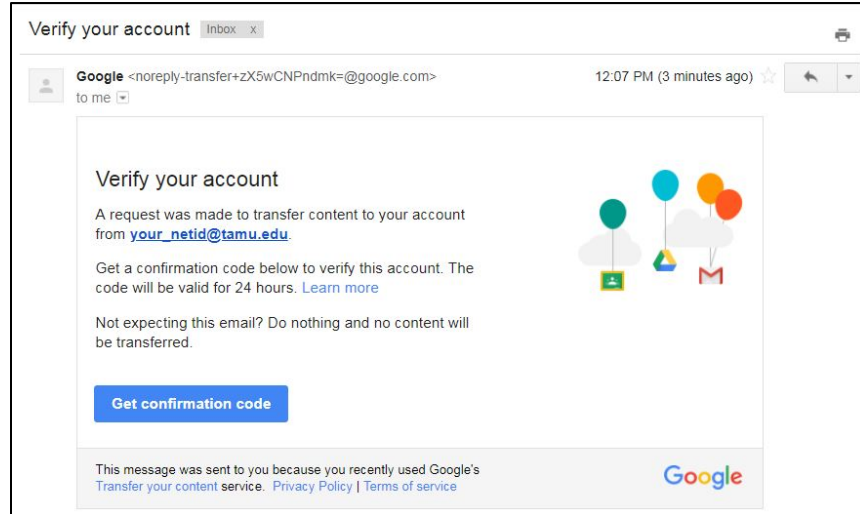 Verify your account Inbox x
Google <noreply-transfer+zX5wCNPndmk=@google.com> 12:07 PM (3 minutes ago)
to me
Verify your account
A request was made to transfer content to your account
from your_netid@tamu.edu.
Get a confirmation code below to verify this account. The
code will be valid for 24 hours. Learn more
Not expecting this email? Do nothing and no content will
be transferred.
Get confirmation code
This message was sent to you because you recently used Google's
Transfer your content service. Privacy Policy | Terms of service
Google